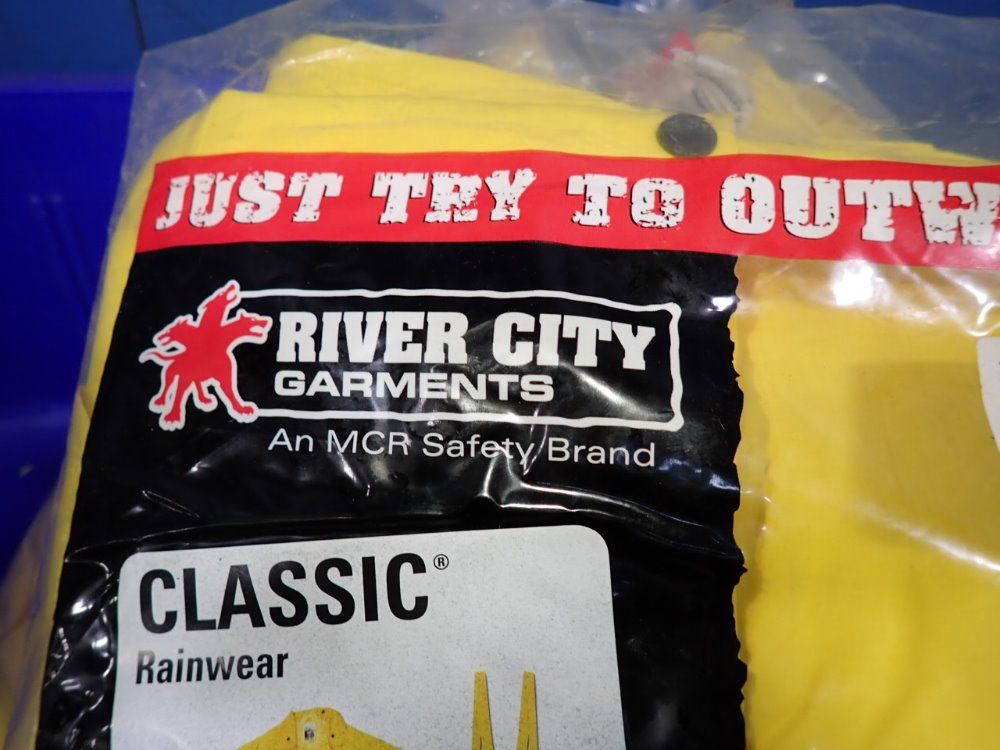 JUST TRY TO OUTW
RIVER CITY
GARMENTS
An MCR Safety Brand
CLASSIC®
Rainwear